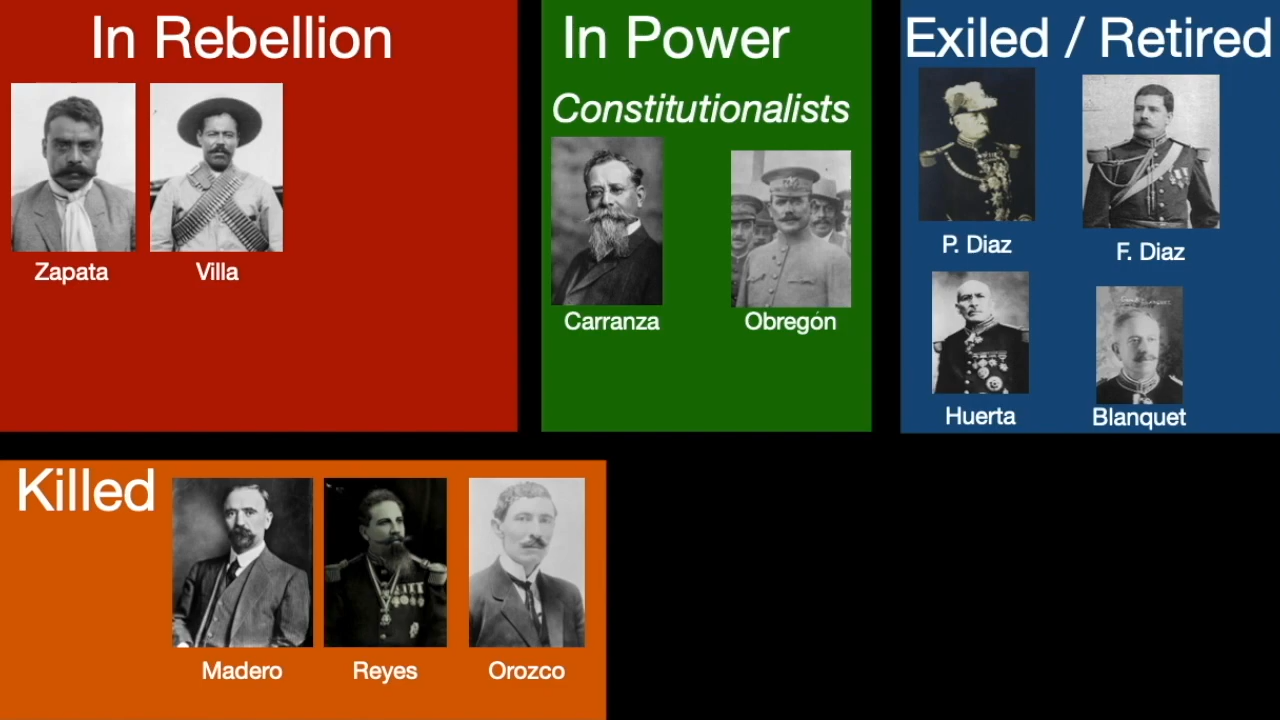 In Rebellion
Zapata
Villa
In Power
Constitutionalists
Carranza
Obregón
Exiled / Retired
P. Diaz
F. Diaz
Huerta
Blanquet
Killed
Madero
Reyes
Orozco